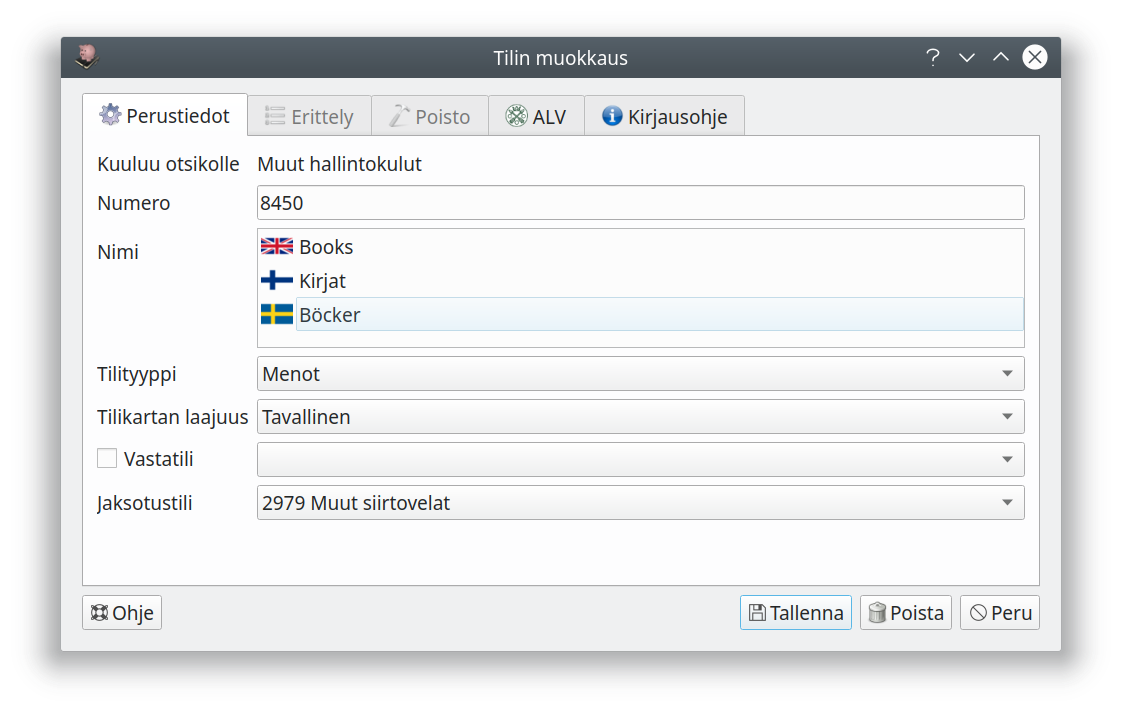 Tilin muokkaus
Perustiedot Erittely Poisto ALV Kirjausohje
Kuuluu otsikolle Muut hallintokulut
Numero 8450
Nimi Books
Kirjat
Böcker
Tilityyppi Menot
Tilikartan laajuus Tavallinen
Vastatili
Jaksotustili 2979 Muut siirtovelat
Ohje Tallenna Poista Peru